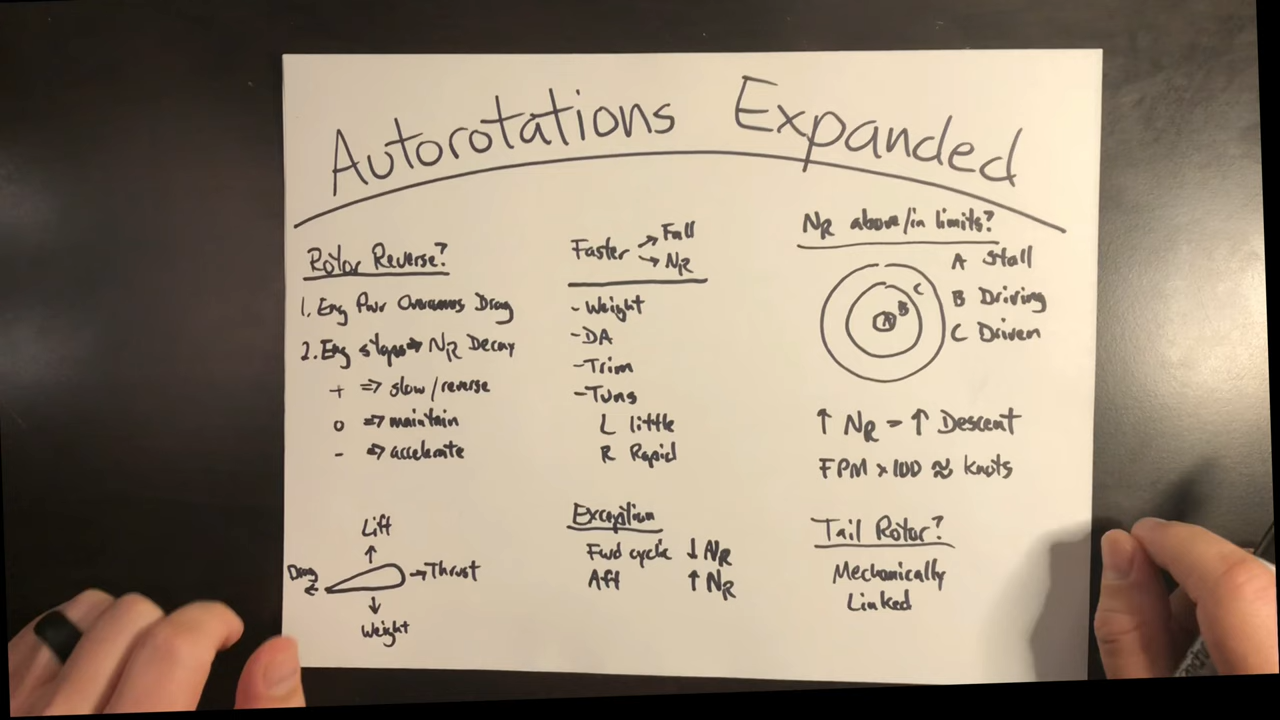 Autorotations Expanded
Rotor Reverse?
1. Eng Pwr Overcomes Drag
2. Eng stops → NR Decay
+ => slow/reverse
0 => maintain
- => accelerate
Lift
↑
Drag ← → Thrust
↓
Weight
Faster → Fall
→ NR
- Weight
- DA
- Trim
- Tuns
L little
R Rapid
Exception
Fwd cyclic ↓ NR
Aft ↑ NR
NR above/in limits?
A Stall
B Driving
C Driven
C
B
A
↑ NR - ↑ Descent
FPM x 100 ≈ knots
Tail Rotor?
Mechanically
Linked